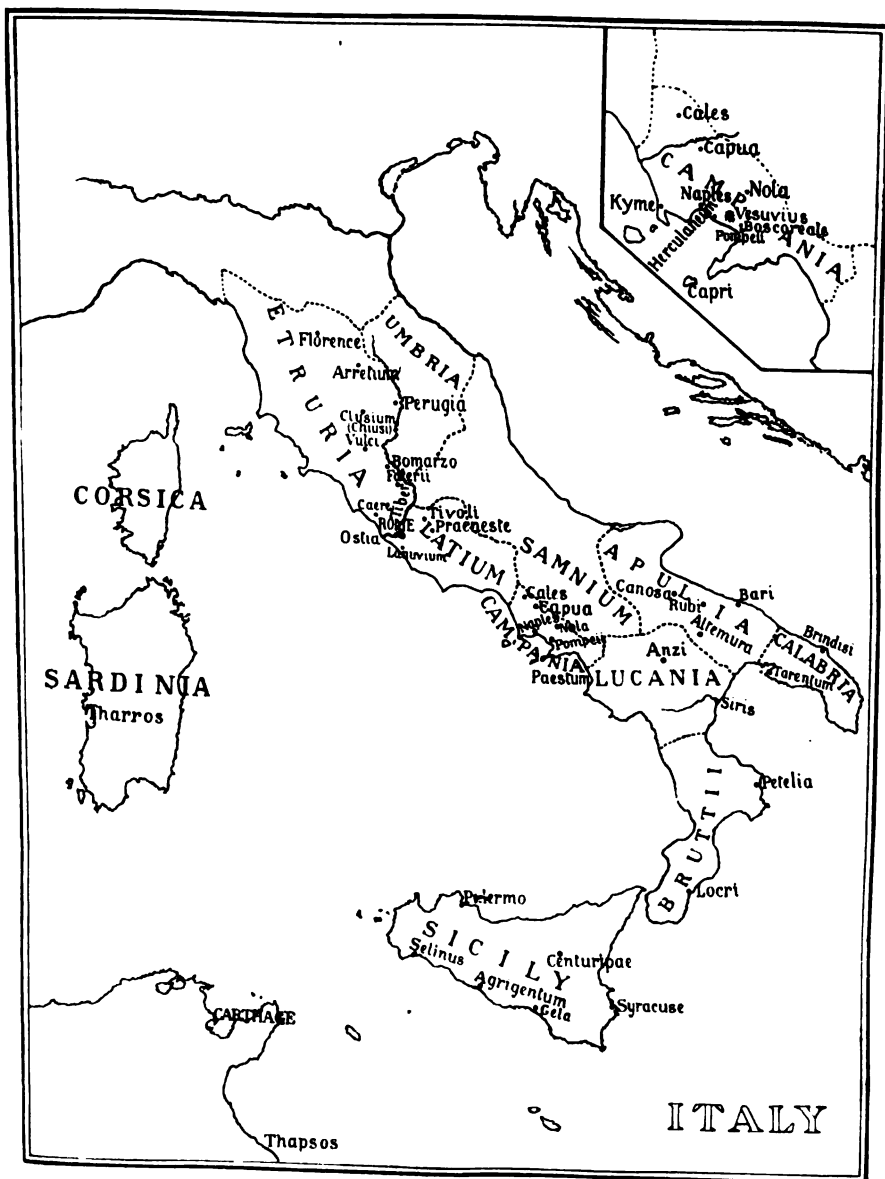 Cales
Capua
CAMPANIA
Naples
Nola
Kyme
Vesuvius
Boscoreale
Pompeii
Herculaneum
Capri
ETRURIA
UMBRIA
Florence
Arretium
Perugia
Clusium
(Chiusi)
Vulci
Bomarzo
Falerii
Tiber
Caere
Tivoli
ROME
Praeneste
Ostia
Lanuvium
LATIUM
CORSICA
SAMNIUM
APULIA
Canosa
Rubi
Bari
Cales
Capua
Altemura
Naples
Nola
Pompeii
CAMPANIA
Anzi
Brindisi
CALABRIA
Tarentum
Paestum
LUCANIA
Siris
SARDINIA
Tharros
Petelia
BRUTTII
Locri
Palermo
SICILY
Selinus
Centuripae
Agrigentum
Gela
Syracuse
CARTHAGE
Thapsos
ITALY